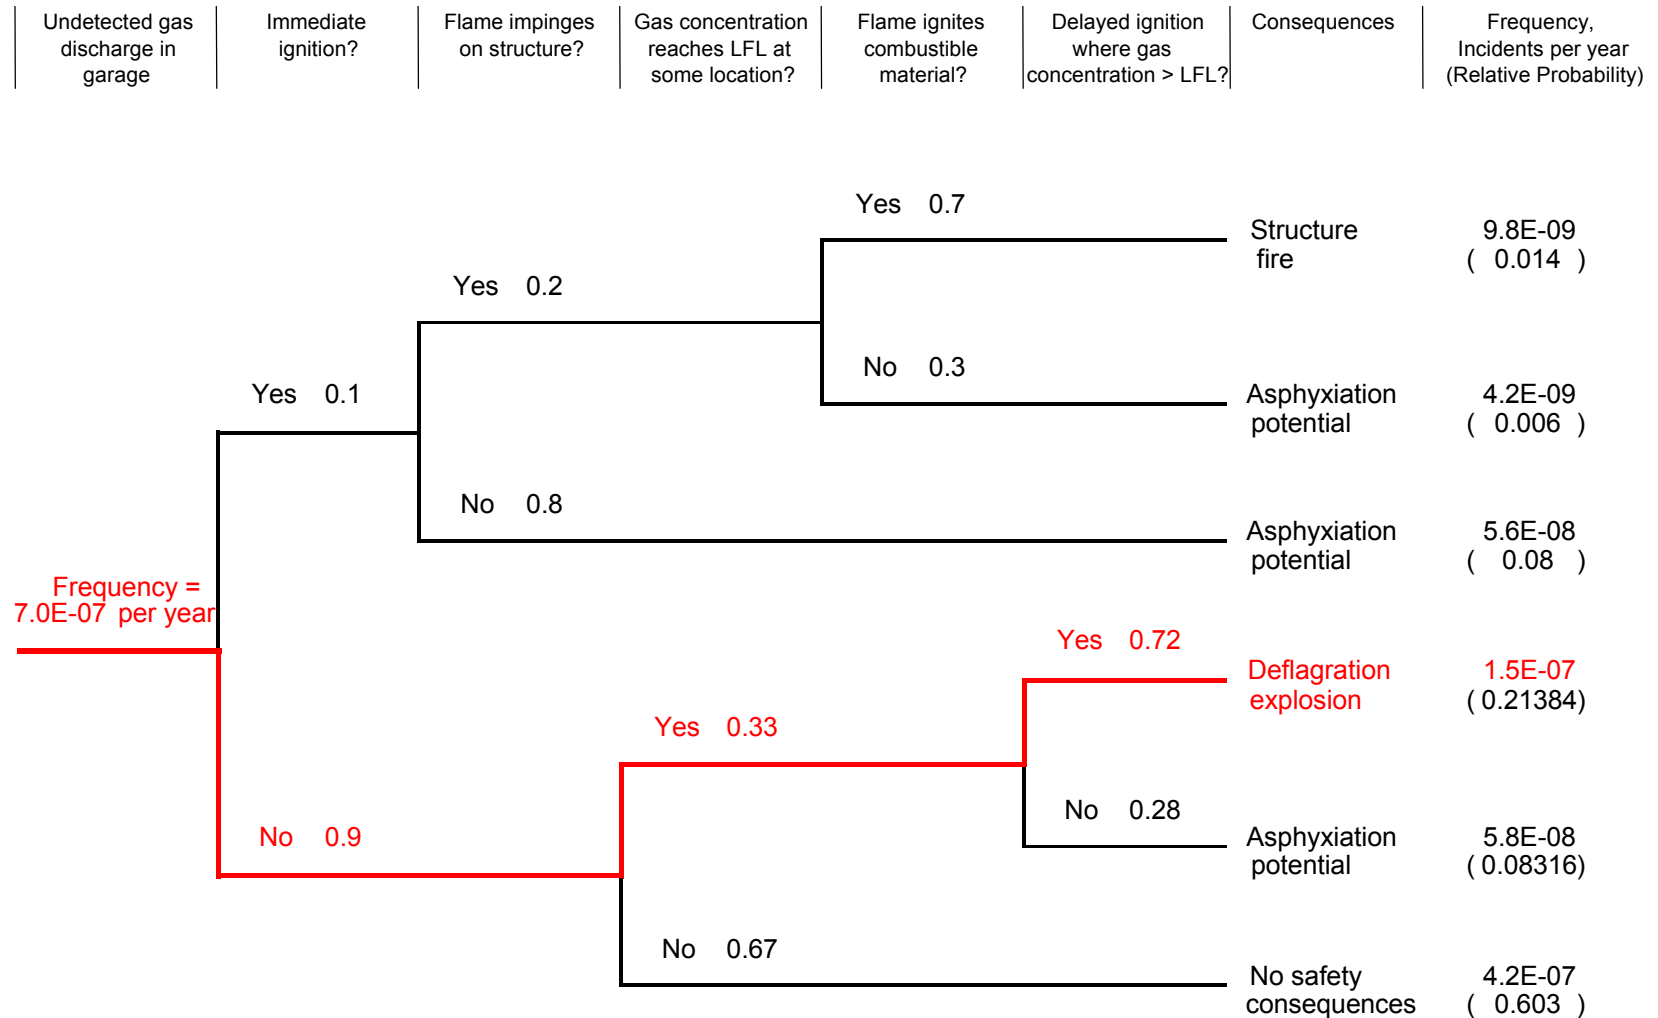 Undetected gas
discharge in
garage
Immediate
ignition?
Flame impinges
on structure?
Gas concentration
reaches LFL at
some location?
Flame ignites
combustible
material?
Delayed ignition
where gas
concentration > LFL?
Consequences
Frequency,
Incidents per year
(Relative Probability)
Yes 0.7
Structure
fire
9.8E-09
( 0.014 )
Yes 0.2
No 0.3
Yes 0.1
Asphyxiation
potential
4.2E-09
( 0.006 )
No 0.8
Asphyxiation
potential
5.6E-08
( 0.08 )
Frequency =
7.0E-07 per year
Yes 0.72
Deflagration
explosion
1.5E-07
( 0.21384)
Yes 0.33
No 0.28
No 0.9
Asphyxiation
potential
5.8E-08
( 0.08316)
No 0.67
No safety
consequences
4.2E-07
( 0.603 )